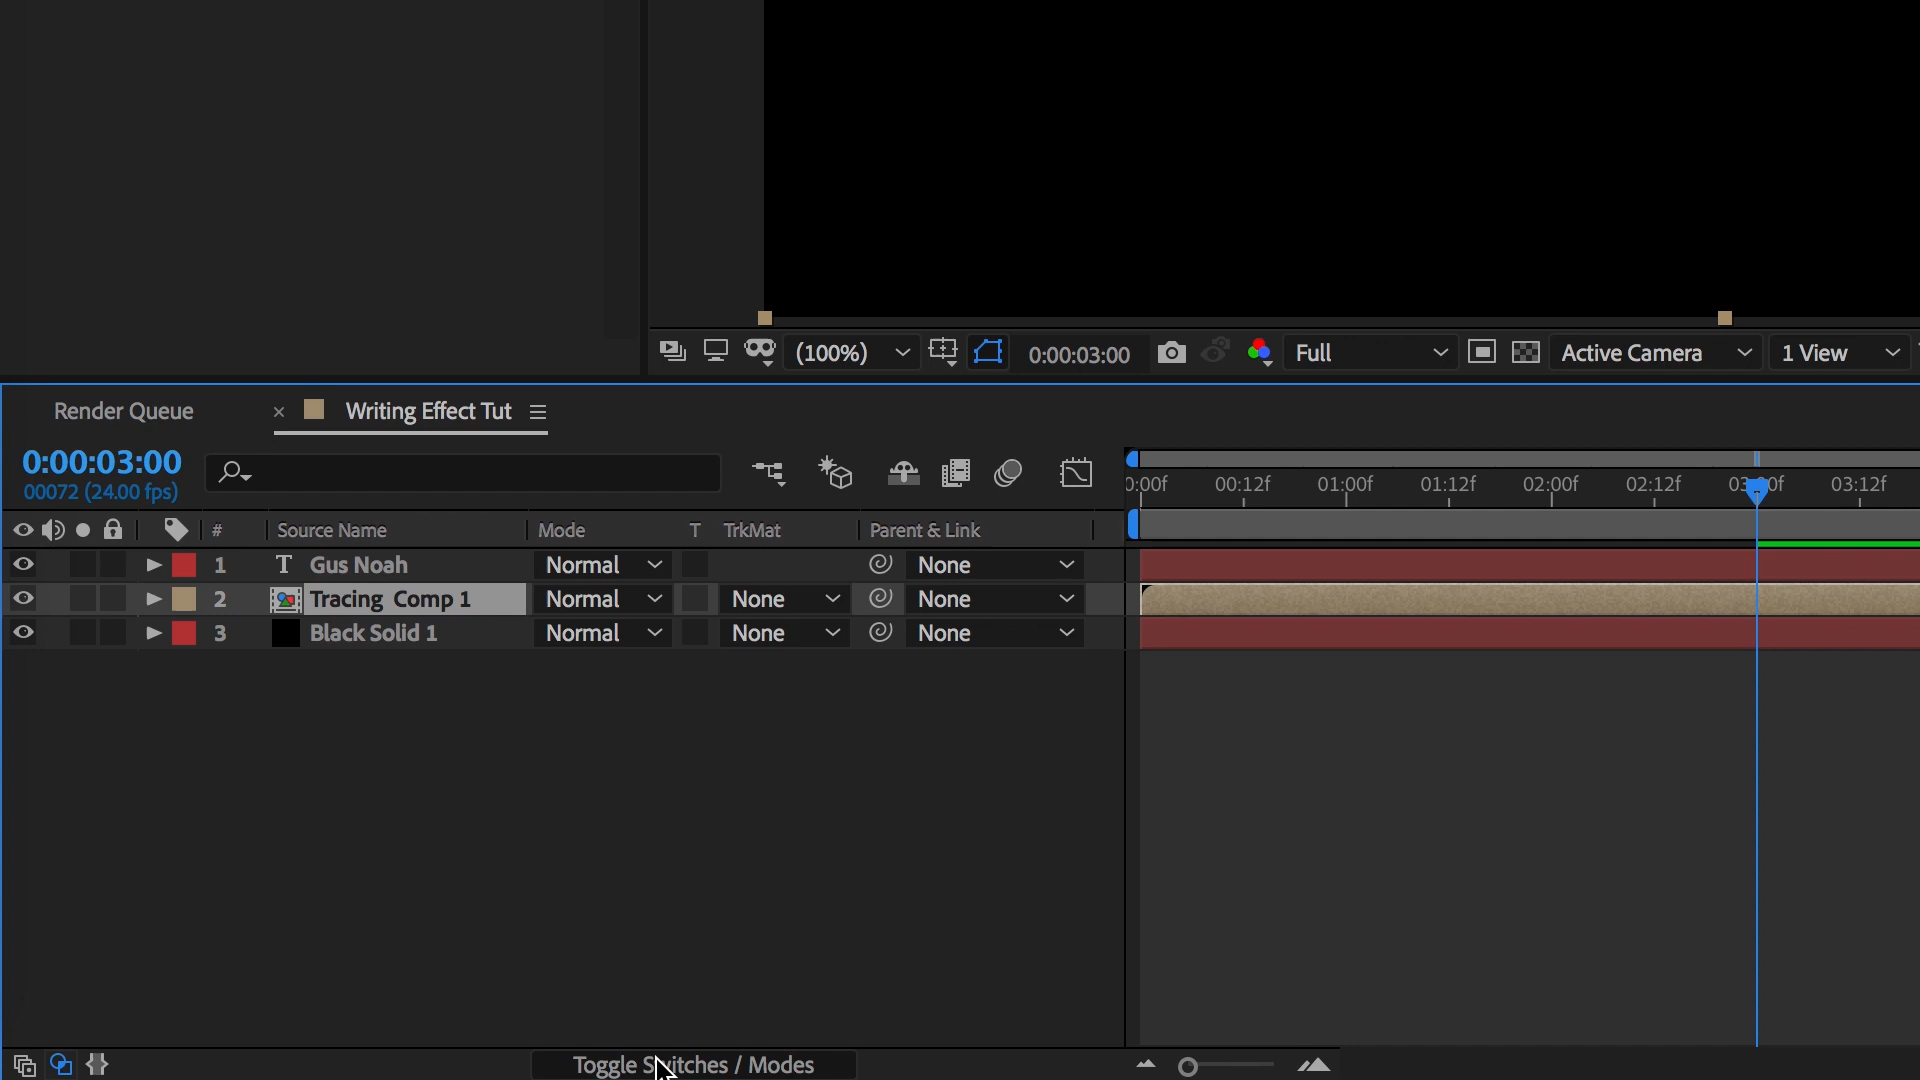 (100%) 0:00:03:00 Full Active Camera 1 View
Render Queue × Writing Effect Tut
0:00:03:00
00072 (24.00 fps)
0:00f 00:12f 01:00f 01:12f 02:00f 02:12f 03:00f 03:12f
# Source Name Mode T TrkMat Parent & Link
1 T Gus Noah Normal None
2 Tracing Comp 1 Normal None None
3 Black Solid 1 Normal None None
Toggle Switches / Modes